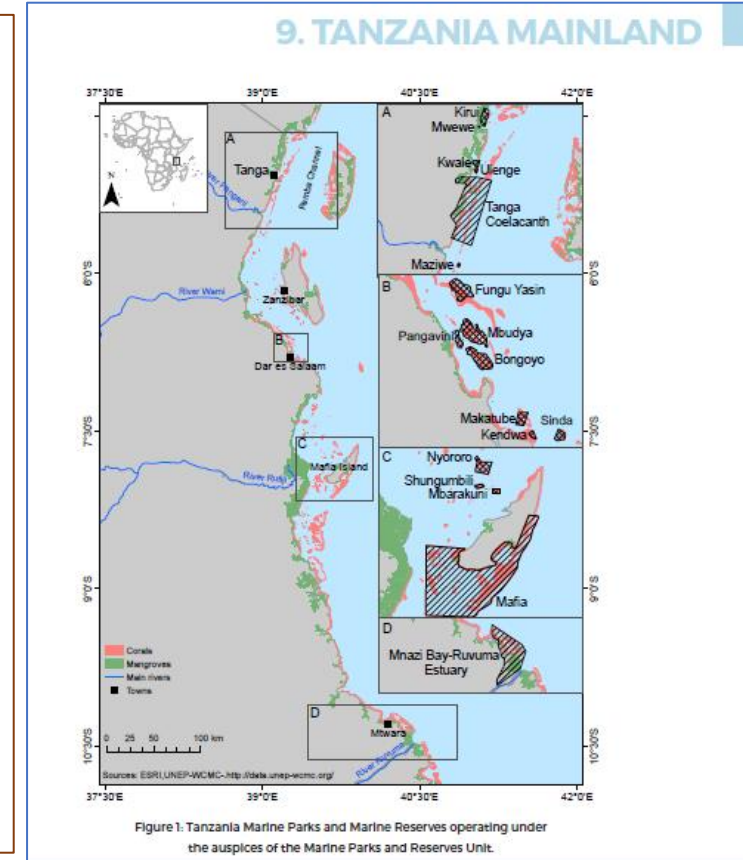 9. TANZANIA MAINLAND
37°30'E
39°0'E
40°30'E
42°0'E
N
A
Tanga
Pemba Channel
River Pangani
6°0'S
River Wami
Zanzibar
B
Dar es Salaam
7°30'S
C
Mafia Island
River Rufiji
9°0'S
Corals
Mangroves
Main rivers
Towns
0 25 50 100 km
D
Mtwara
10°30'S
River Ruvuma
Sources: ESRI,UNEP-WCMC-.http://data.unep-wcmc.org/
A
Kirui
Mwewe
Kwale
Ulenge
Tanga
Coelacanth
Maziwe
6°0'S
B
Fungu Yasin
Mbudya
Pangavini
Bongoyo
Makatube
Sinda
Kendwa
7°30'S
C
Nyororo
Shungumbili
Mbarakuni
Mafia
9°0'S
D
Mnazi Bay-Ruvuma
Estuary
10°30'S
37°30'E
39°0'E
40°30'E
42°0'E
Figure 1: Tanzania Marine Parks and Marine Reserves operating under
the auspices of the Marine Parks and Reserves Unit.